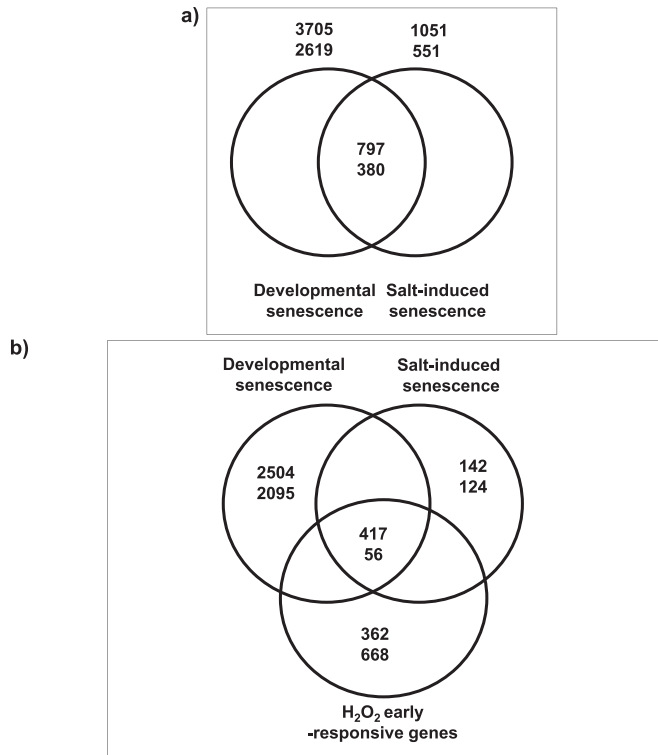 a)
3705
2619
1051
551
797
380
Developmental
senescence
Salt-induced
senescence
b)
Developmental
senescence
Salt-induced
senescence
2504
2095
142
124
417
56
362
668
H₂O₂ early
-responsive genes